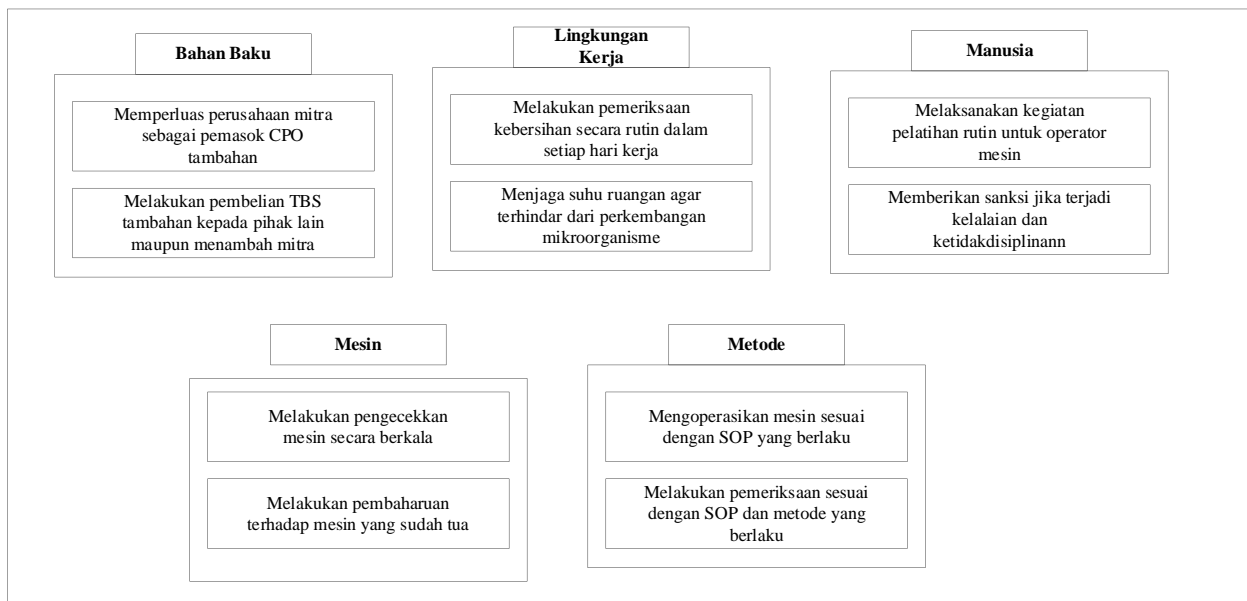 Bahan Baku
Memperluas perusahaan mitra
sebagai pemasok CPO
tambahan
Melakukan pembelian TBS
tambahan kepada pihak lain
maupun menambah mitra
Lingkungan
Kerja
Melakukan pemeriksaan
kebersihan secara rutin dalam
setiap hari kerja
Menjaga suhu ruangan agar
terhindar dari perkembangan
mikroorganisme
Manusia
Melaksanakan kegiatan
pelatihan rutin untuk operator
mesin
Memberikan sanksi jika terjadi
kelalaian dan
ketidakdisiplinann
Mesin
Melakukan pengecekkan
mesin secara berkala
Melakukan pembaharuan
terhadap mesin yang sudah tua
Metode
Mengoperasikan mesin sesuai
dengan SOP yang berlaku
Melakukan pemeriksaan sesuai
dengan SOP dan metode yang
berlaku